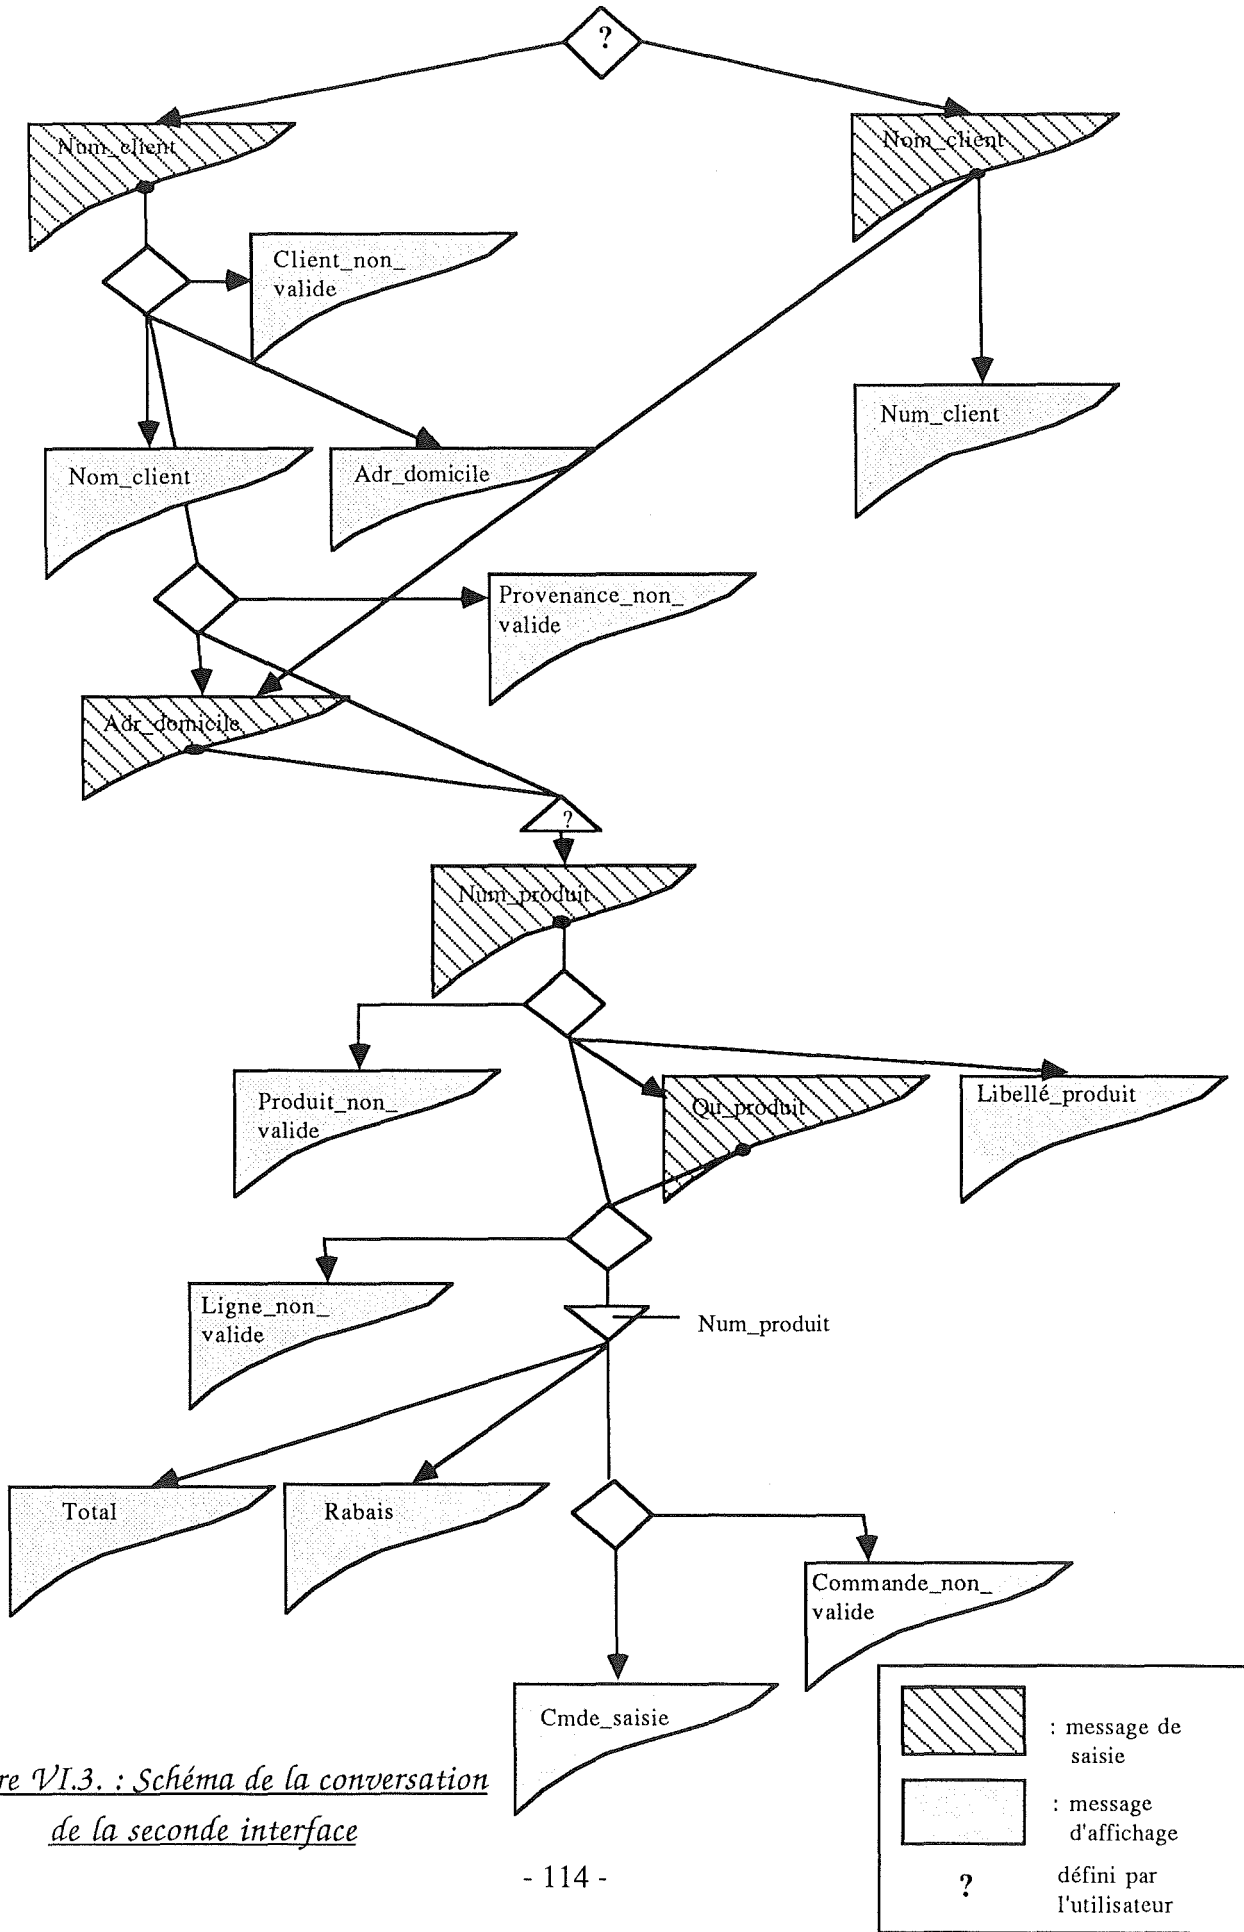 ?
Num_client
Nom_client
Client_non_
valide
Num_client
Nom_client
Adr_domicile
Provenance_non_
valide
Adr_domicile
?
Num_produit
Produit_non_
valide
Qu_produit
Libellé_produit
Ligne_non_
valide
Num_produit
Total
Rabais
Commande_non_
valide
Cmde_saisie
: message de
saisie
: message
d'affichage
?
défini par
l'utilisateur
re VI.3. : Schéma de la conversation
de la seconde interface
- 114 -